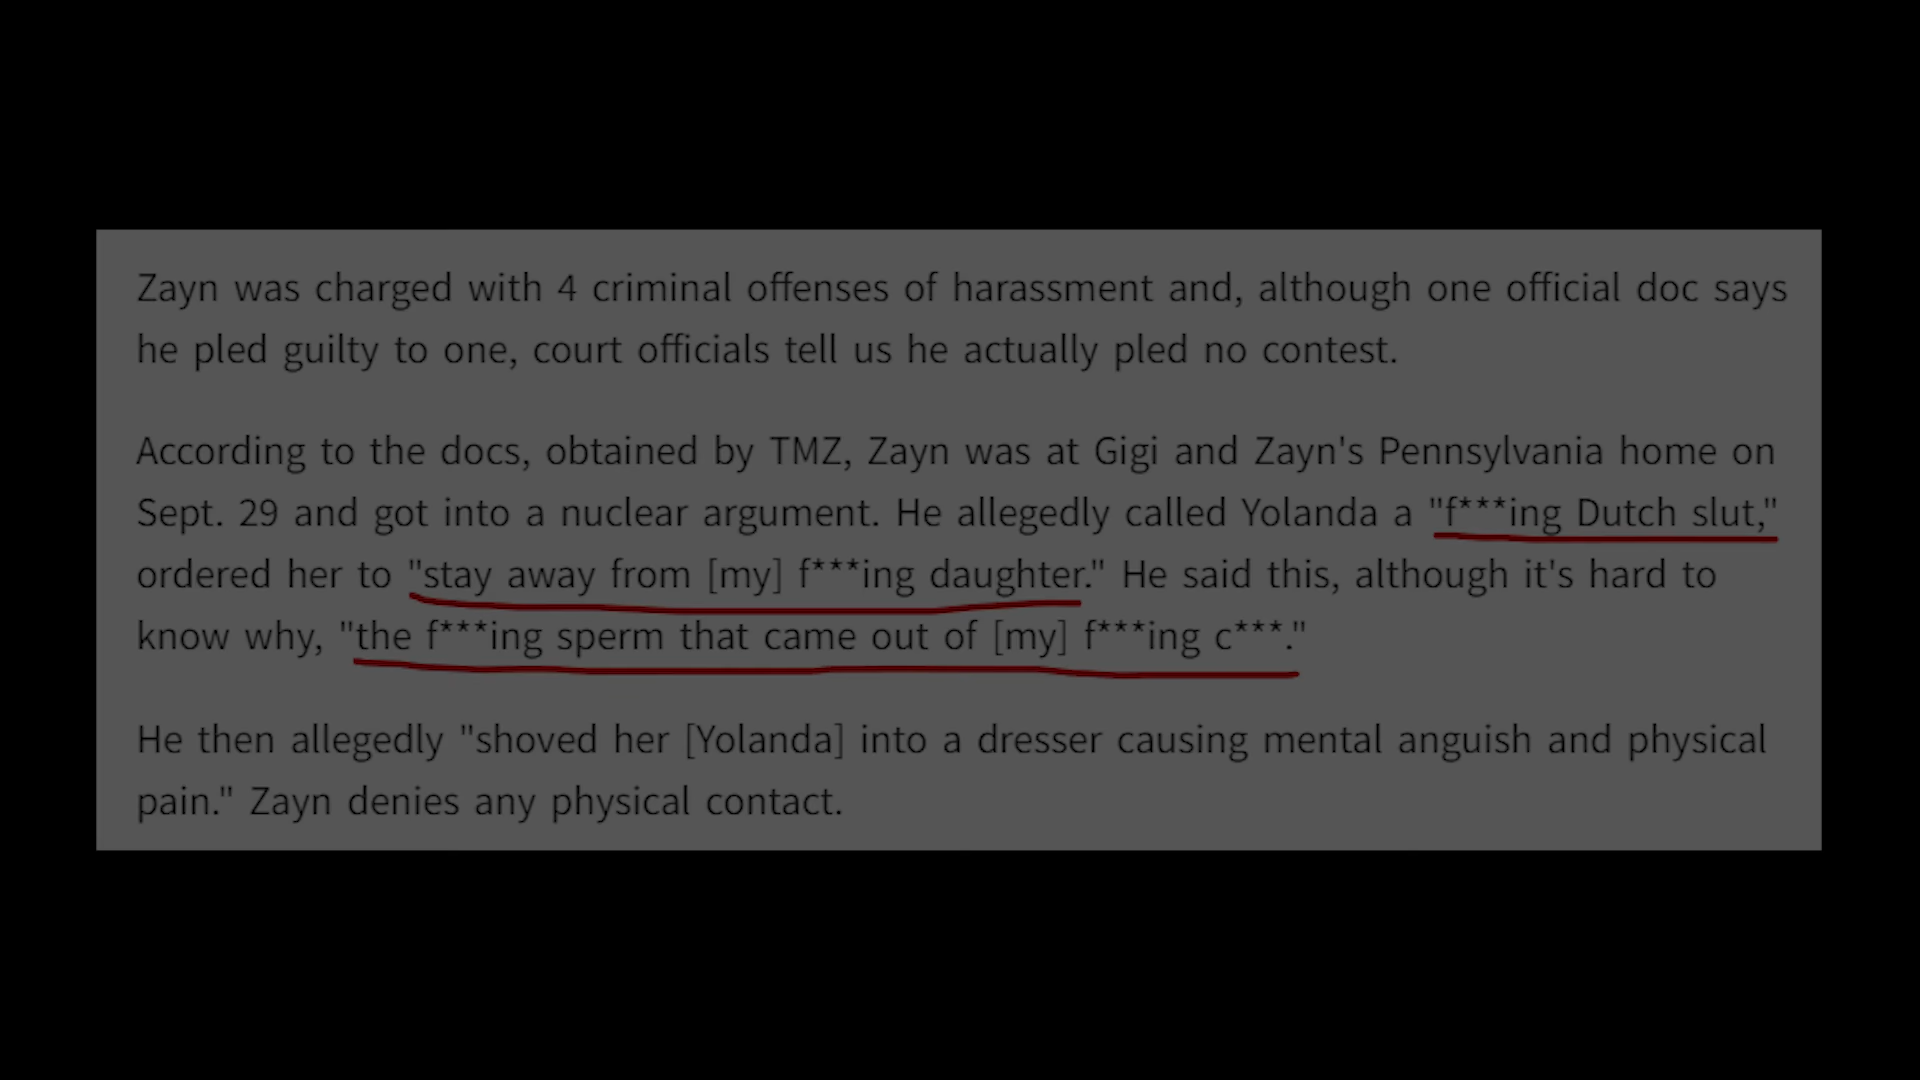 Zayn was charged with 4 criminal offenses of harassment and, although one official doc says
he pled guilty to one, court officials tell us he actually pled no contest.
According to the docs, obtained by TMZ, Zayn was at Gigi and Zayn's Pennsylvania home on
Sept. 29 and got into a nuclear argument. He allegedly called Yolanda a "f***ing Dutch slut,"
ordered her to "stay away from [my] f***ing daughter." He said this, although it's hard to
know why, "the f***ing sperm that came out of [my] f***ing c***."
He then allegedly "shoved her [Yolanda] into a dresser causing mental anguish and physical
pain." Zayn denies any physical contact.